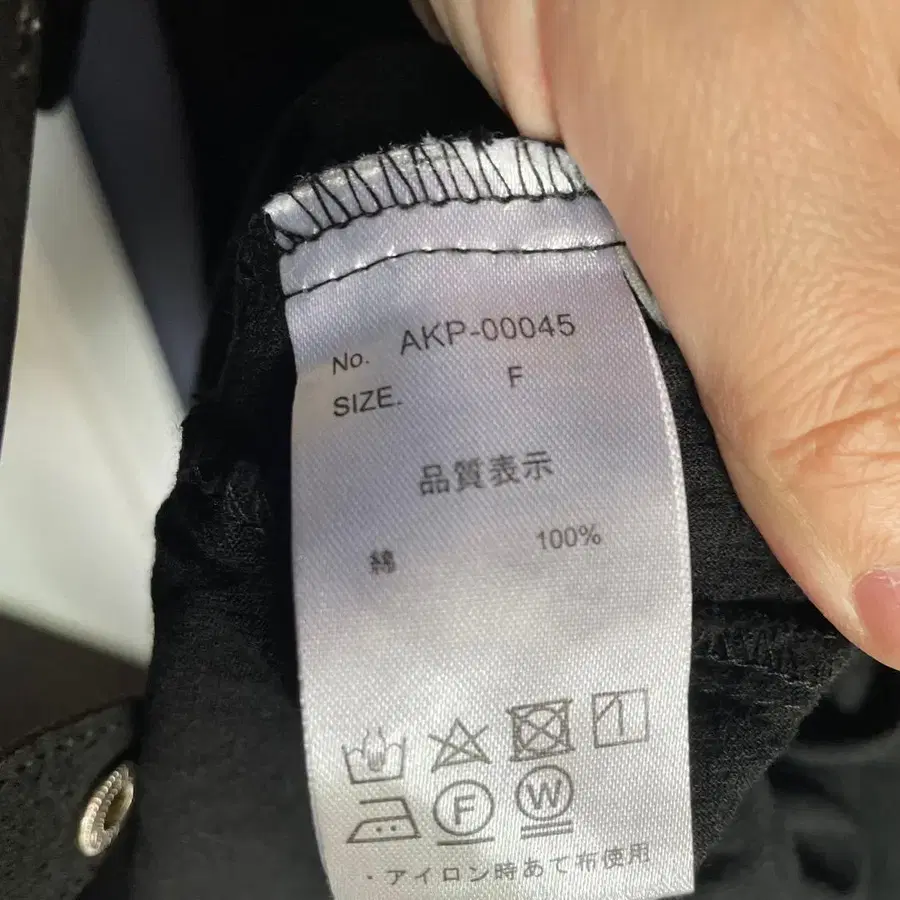 No. AKP-00045
SIZE. F
品質表示
綿 100%
F W
・アイロン時あて布使用